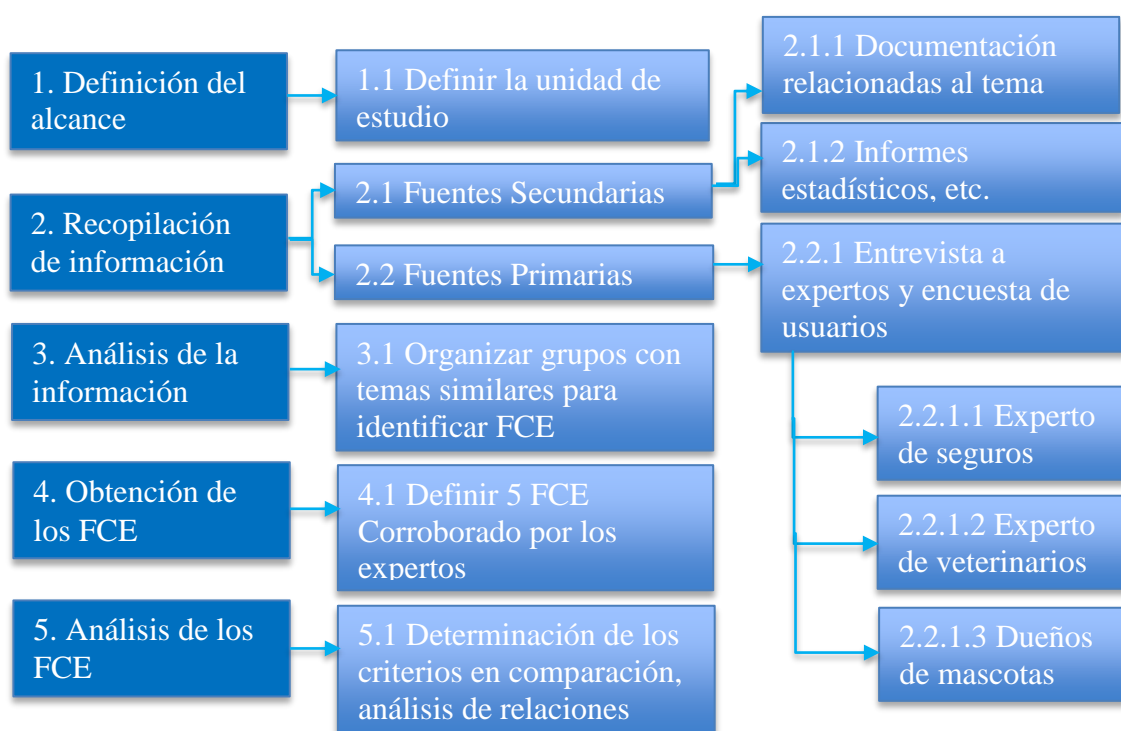 1. Definición del
alcance
1.1 Definir la unidad de
estudio
2. Recopilación
de información
2.1 Fuentes Secundarias
2.1.1 Documentación
relacionadas al tema
2.1.2 Informes
estadísticos, etc.
2.2 Fuentes Primarias
2.2.1 Entrevista a
expertos y encuesta de
usuarios
2.2.1.1 Experto
de seguros
2.2.1.2 Experto
de veterinarios
2.2.1.3 Dueños
de mascotas
3. Análisis de la
información
3.1 Organizar grupos con
temas similares para
identificar FCE
4. Obtención de
los FCE
4.1 Definir 5 FCE
Corroborado por los
expertos
5. Análisis de los
FCE
5.1 Determinación de los
criterios en comparación,
análisis de relaciones